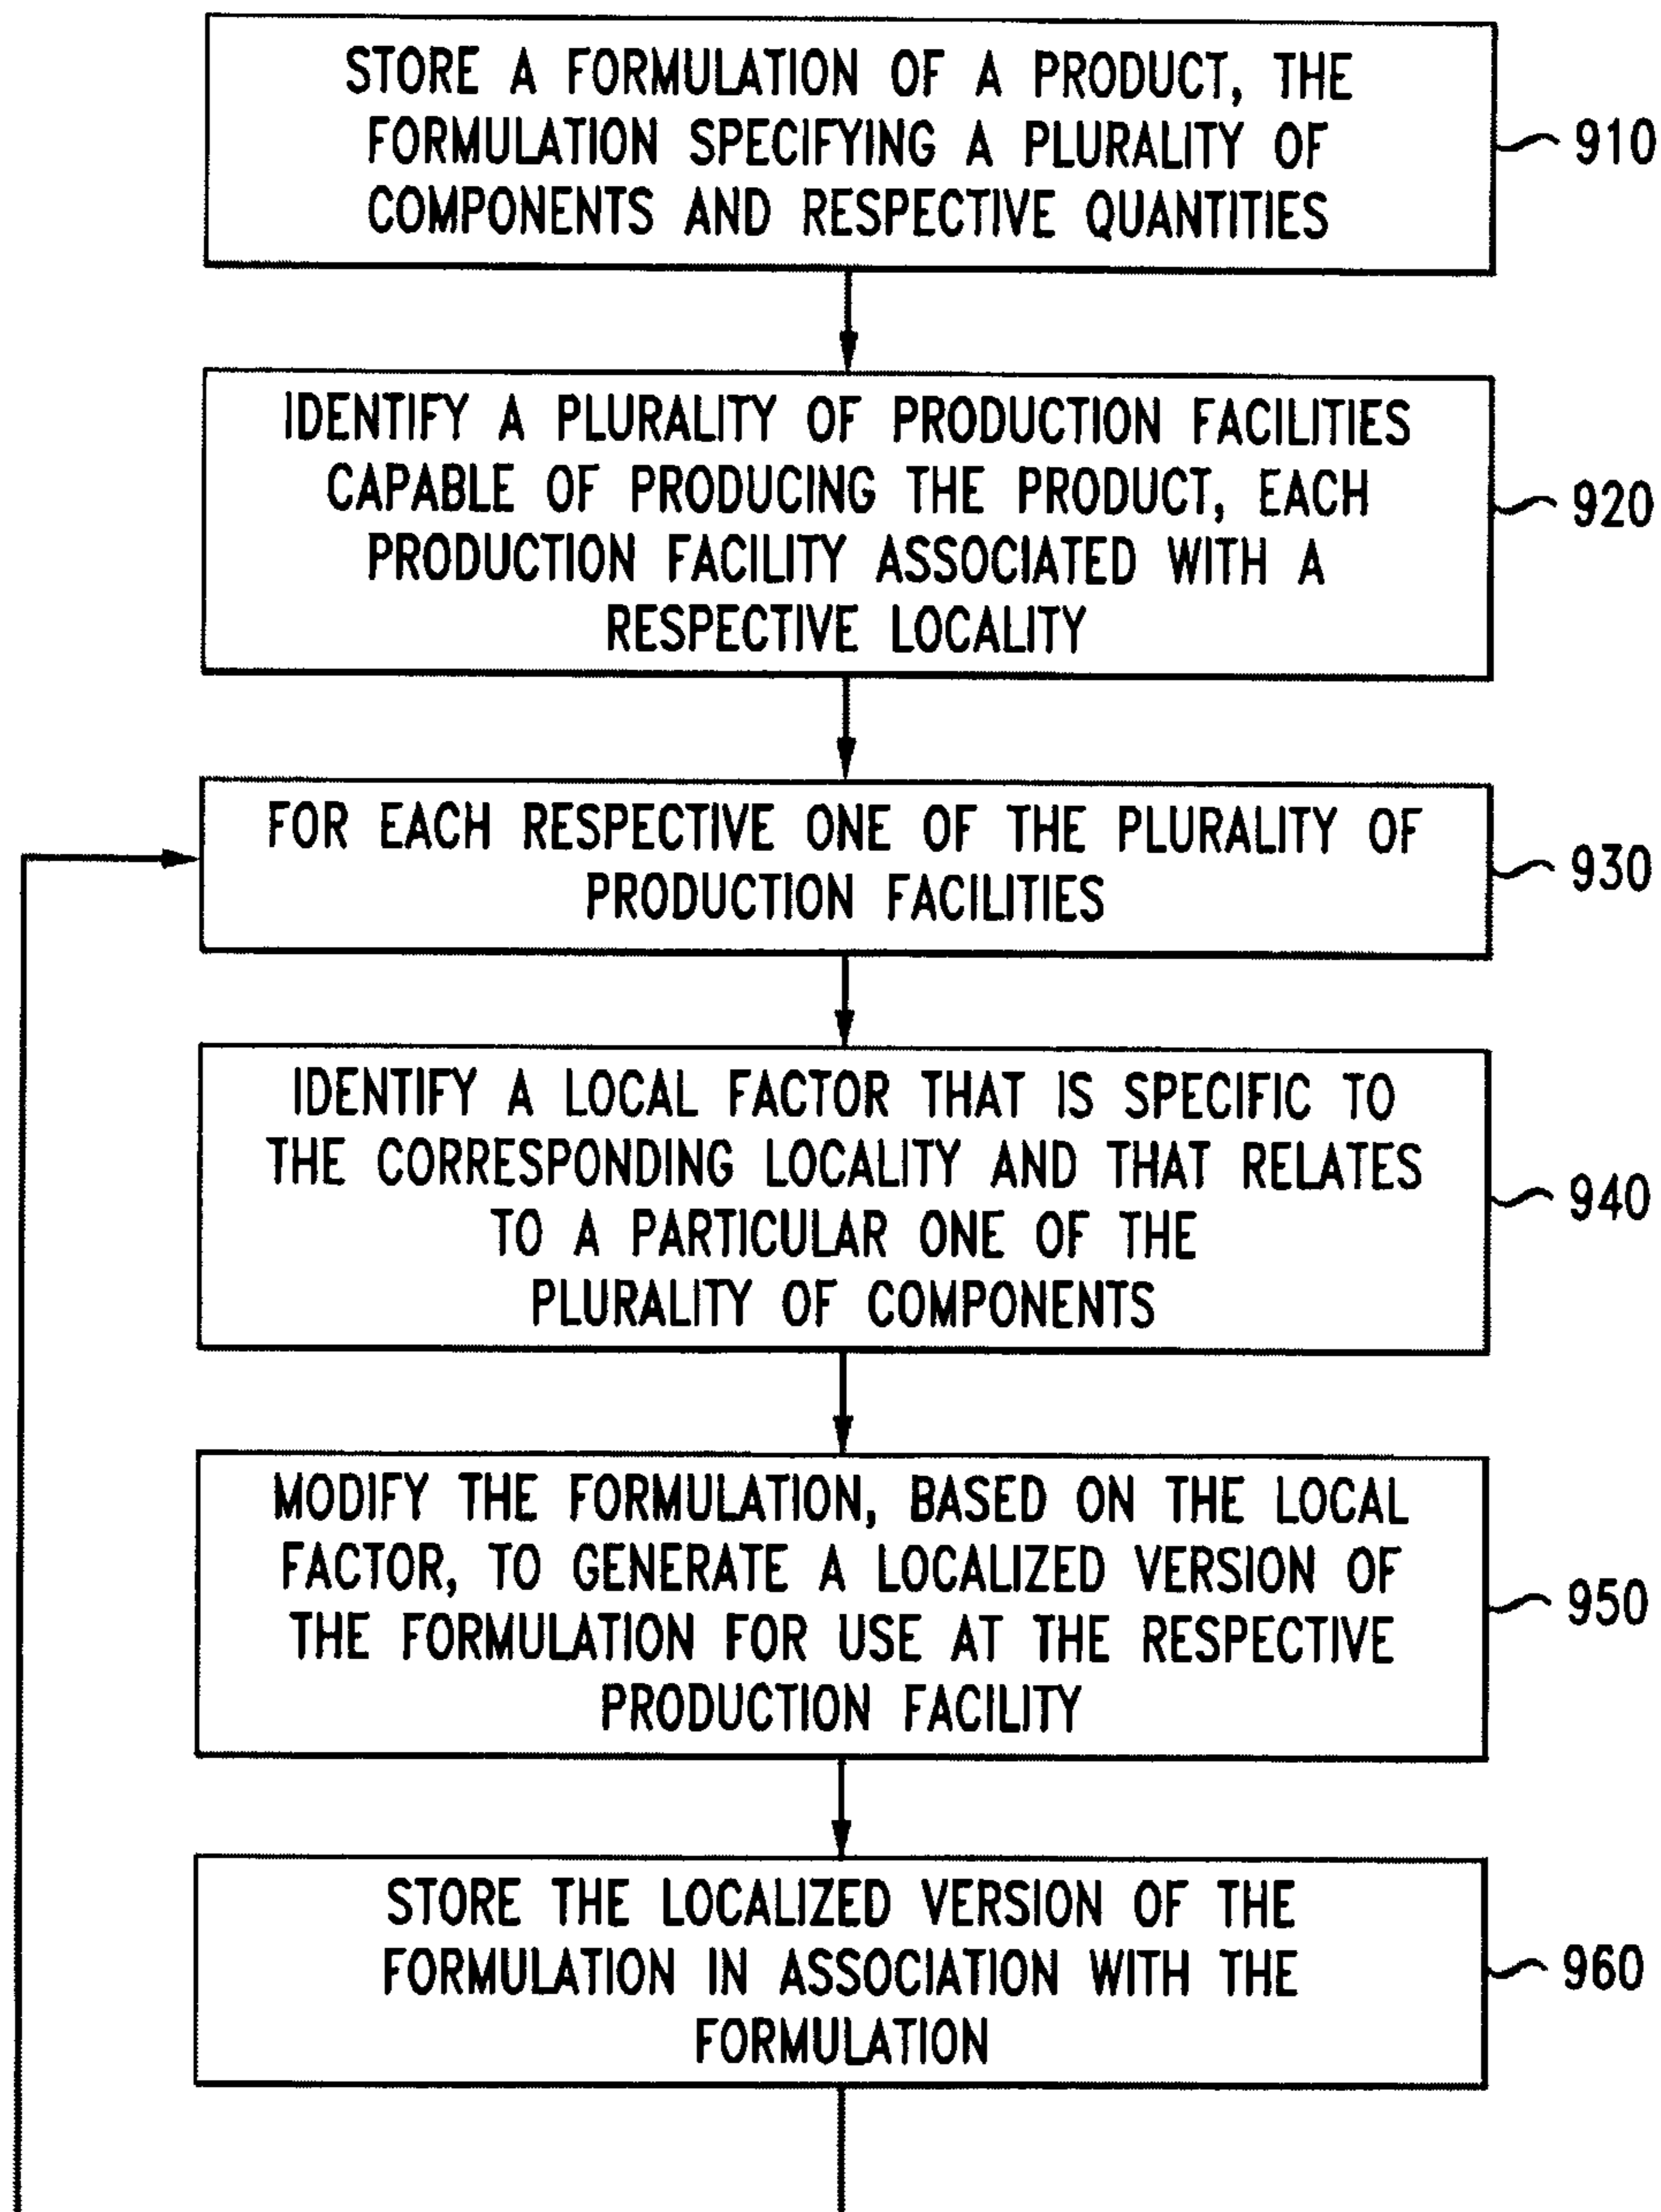 STORE A FORMULATION OF A PRODUCT, THE
FORMULATION SPECIFYING A PLURALITY OF
COMPONENTS AND RESPECTIVE QUANTITIES
910
IDENTIFY A PLURALITY OF PRODUCTION FACILITIES
CAPABLE OF PRODUCING THE PRODUCT, EACH
PRODUCTION FACILITY ASSOCIATED WITH A
RESPECTIVE LOCALITY
920
FOR EACH RESPECTIVE ONE OF THE PLURALITY OF
PRODUCTION FACILITIES
930
IDENTIFY A LOCAL FACTOR THAT IS SPECIFIC TO
THE CORRESPONDING LOCALITY AND THAT RELATES
TO A PARTICULAR ONE OF THE
PLURALITY OF COMPONENTS
940
MODIFY THE FORMULATION, BASED ON THE LOCAL
FACTOR, TO GENERATE A LOCALIZED VERSION OF
THE FORMULATION FOR USE AT THE RESPECTIVE
PRODUCTION FACILITY
950
STORE THE LOCALIZED VERSION OF THE
FORMULATION IN ASSOCIATION WITH THE
FORMULATION
960